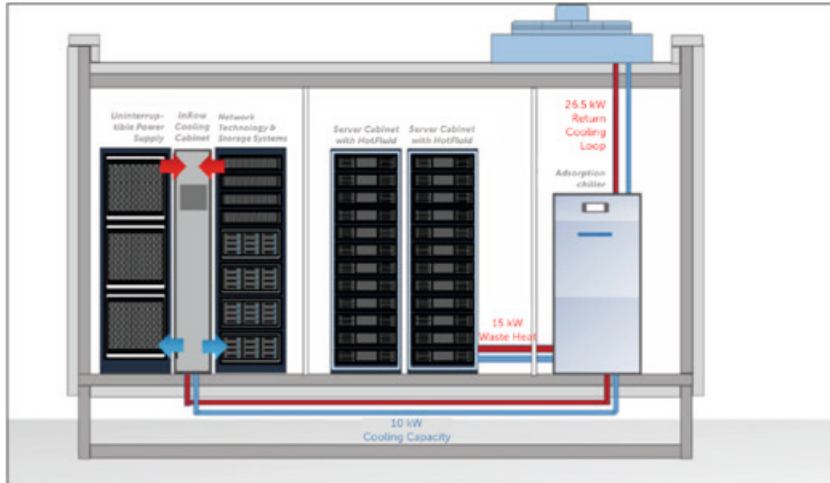 Uninterrup-
tible Power
Supply
InRow
Cooling
Cabinet
Network
Technology &
Storage Systems
Server Cabinet
with HotFluid
Server Cabinet
with HotFluid
26.5 kW
Return
Cooling
Loop
Adsorption
chiller
15 kW
Waste Heat
10 kW
Cooling Capacity